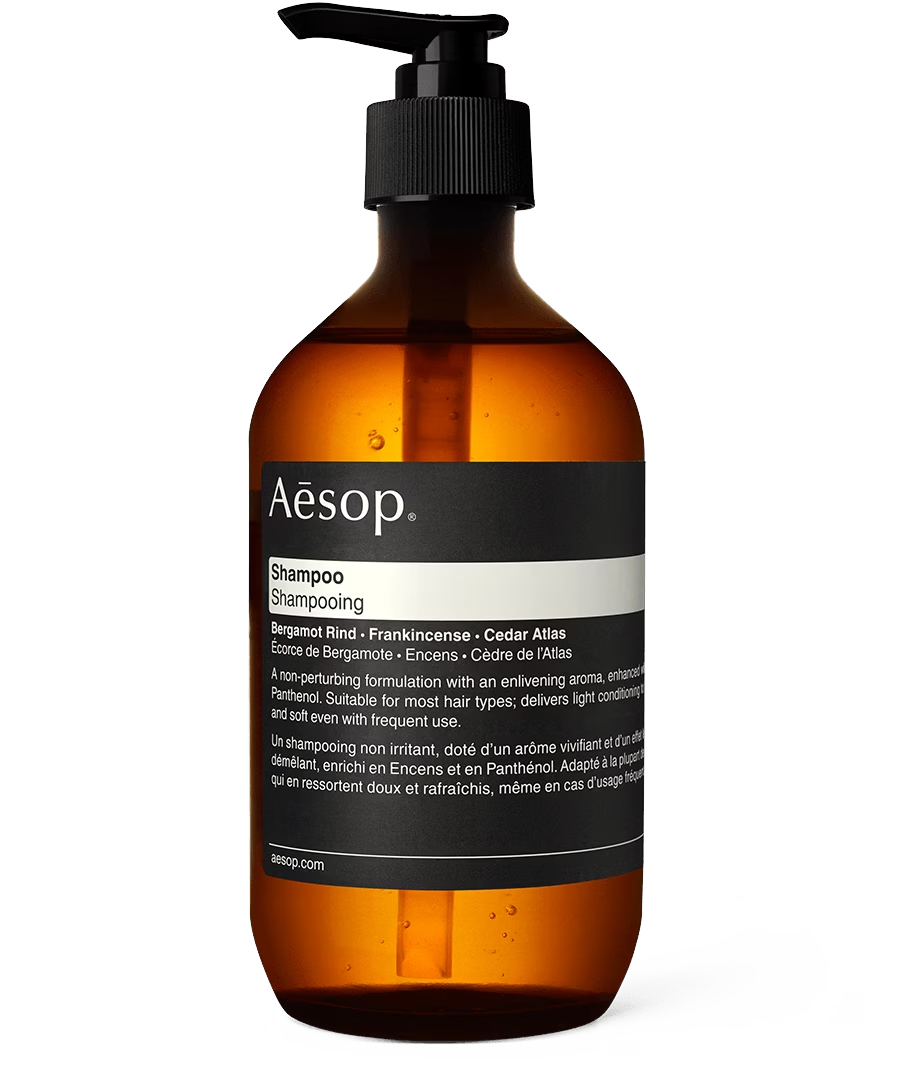 Aēsop®
Shampoo
Shampooing
Bergamot Rind • Frankincense • Cedar Atlas
Écorce de Bergamote • Encens • Cèdre de l'Atlas
A non-perturbing formulation with an enlivening aroma, enhanced
Panthenol. Suitable for most hair types; delivers light conditioning
and soft even with frequent use.
Un shampooing non irritant, doté d'un arôme vivifiant et d'un effet
démêlant, enrichi en Encens et en Panthénol. Adapté à la plupart
qui en ressortent doux et rafraîchis, même en cas d'usage
aesop.com